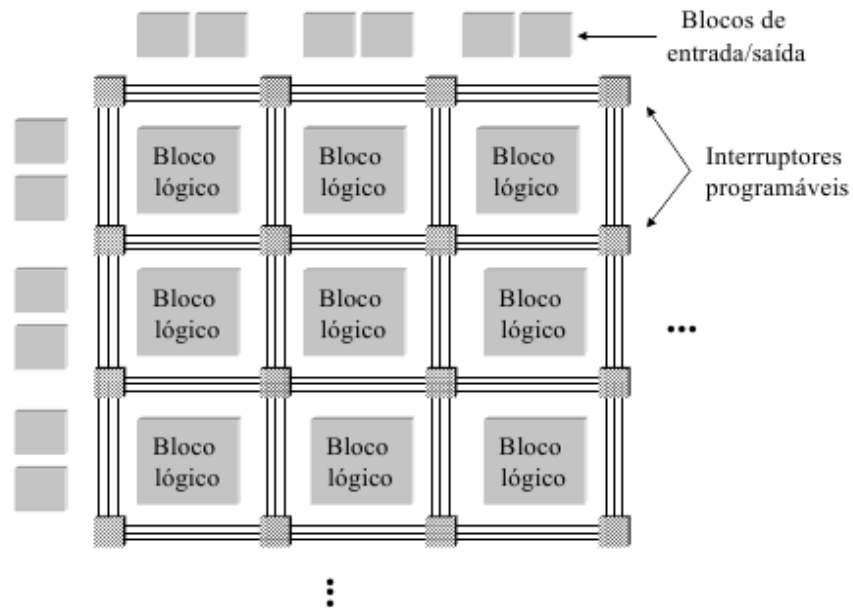 Blocos de
entrada/saída
Bloco
lógico
Bloco
lógico
Bloco
lógico
Interruptores
programáveis
Bloco
lógico
Bloco
lógico
Bloco
lógico
...
Bloco
lógico
Bloco
lógico
Bloco
lógico